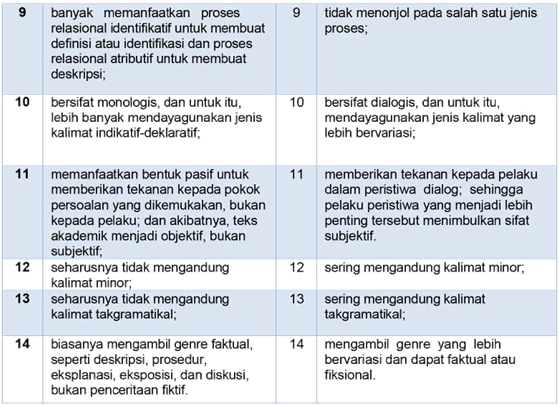 9 banyak memanfaatkan proses
relasional identifikatif untuk membuat
definisi atau identifikasi dan proses
relasional atributif untuk membuat
deskripsi;
9 tidak menonjol pada salah satu jenis
proses;
10 bersifat monologis, dan untuk itu,
lebih banyak mendayagunakan jenis
kalimat indikatif-deklaratif;
10 bersifat dialogis, dan untuk itu,
mendayagunakan jenis kalimat yang
lebih bervariasi;
11 memanfaatkan bentuk pasif untuk
memberikan tekanan kepada pokok
persoalan yang dikemukakan, bukan
kepada pelaku; dan akibatnya, teks
akademik menjadi objektif, bukan
subjektif;
11 memberikan tekanan kepada pelaku
dalam peristiwa dialog; sehingga
pelaku peristiwa yang menjadi lebih
penting tersebut menimbulkan sifat
subjektif.
12 seharusnya tidak mengandung
kalimat minor;
12 sering mengandung kalimat minor;
13 seharusnya tidak mengandung
kalimat takgramatikal;
13 sering mengandung kalimat
takgramatikal;
14 biasanya mengambil genre faktual,
seperti deskripsi, prosedur,
eksplanasi, eksposisi, dan diskusi,
bukan penceritaan fiktif.
14 mengambil genre yang lebih
bervariasi dan dapat faktual atau
fiksional.